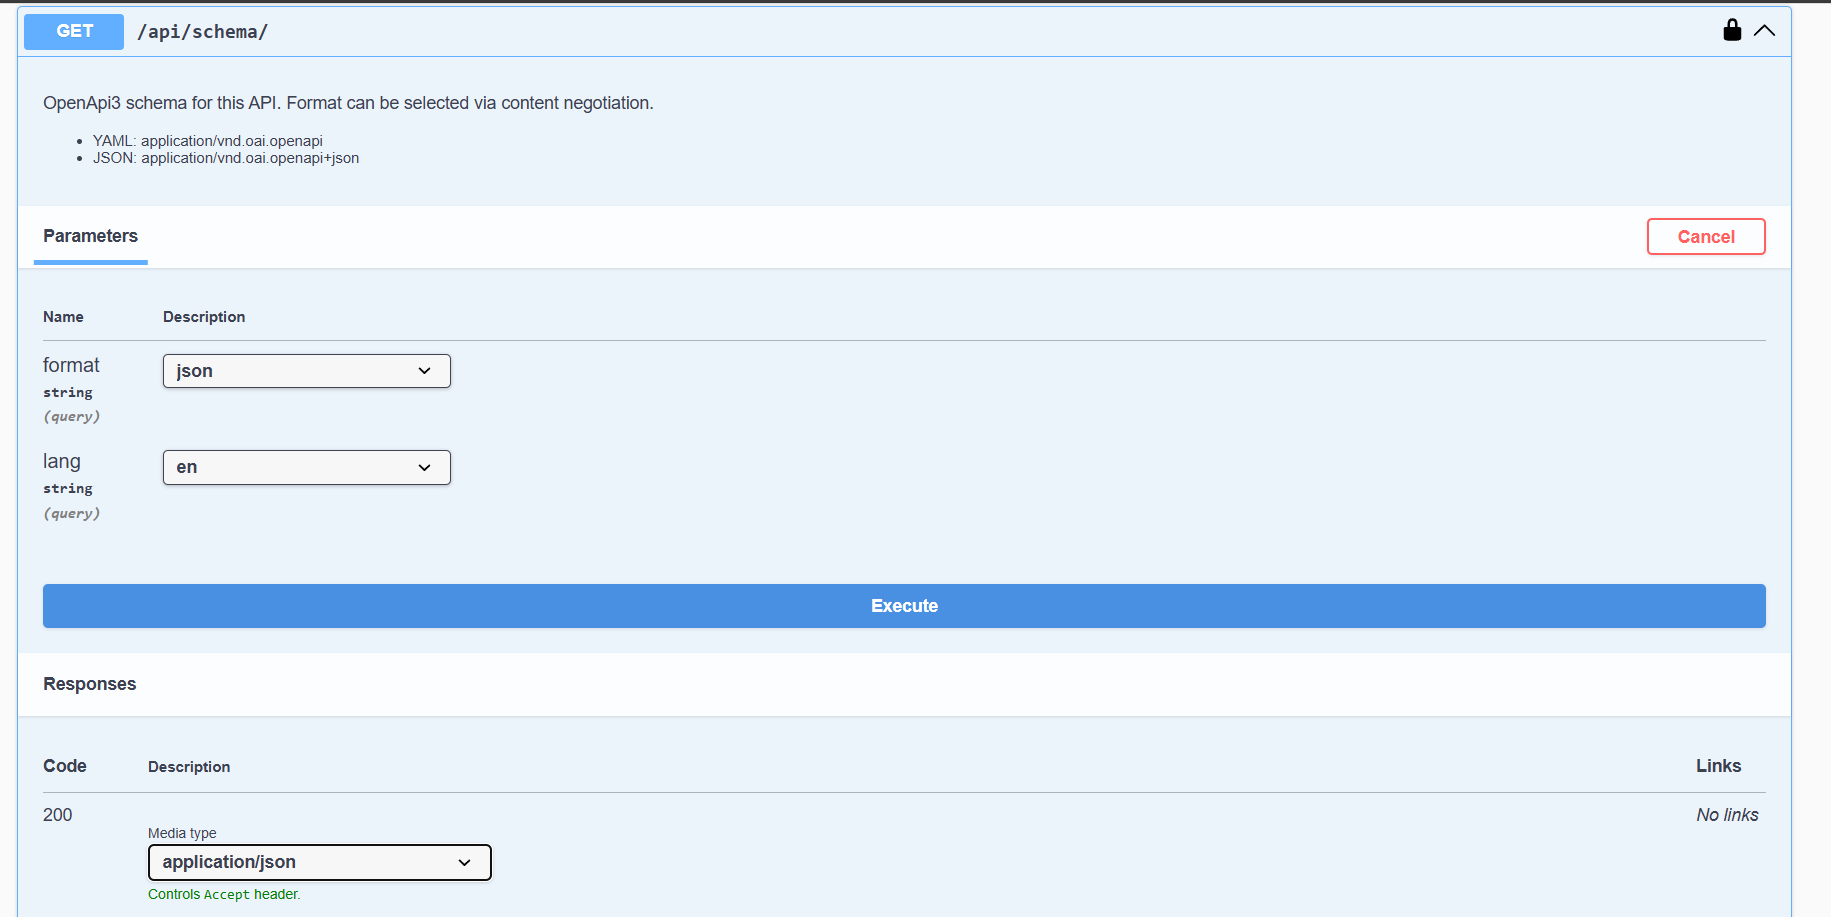 GET /api/schema/
OpenApi3 schema for this API. Format can be selected via content negotiation.
YAML: application/vnd.oai.openapi
JSON: application/vnd.oai.openapi+json
Parameters
Cancel
Name Description
format
json
string
(query)
lang
en
string
(query)
Execute
Responses
Code Description Links
200
No links
Media type
application/json
Controls Accept header.